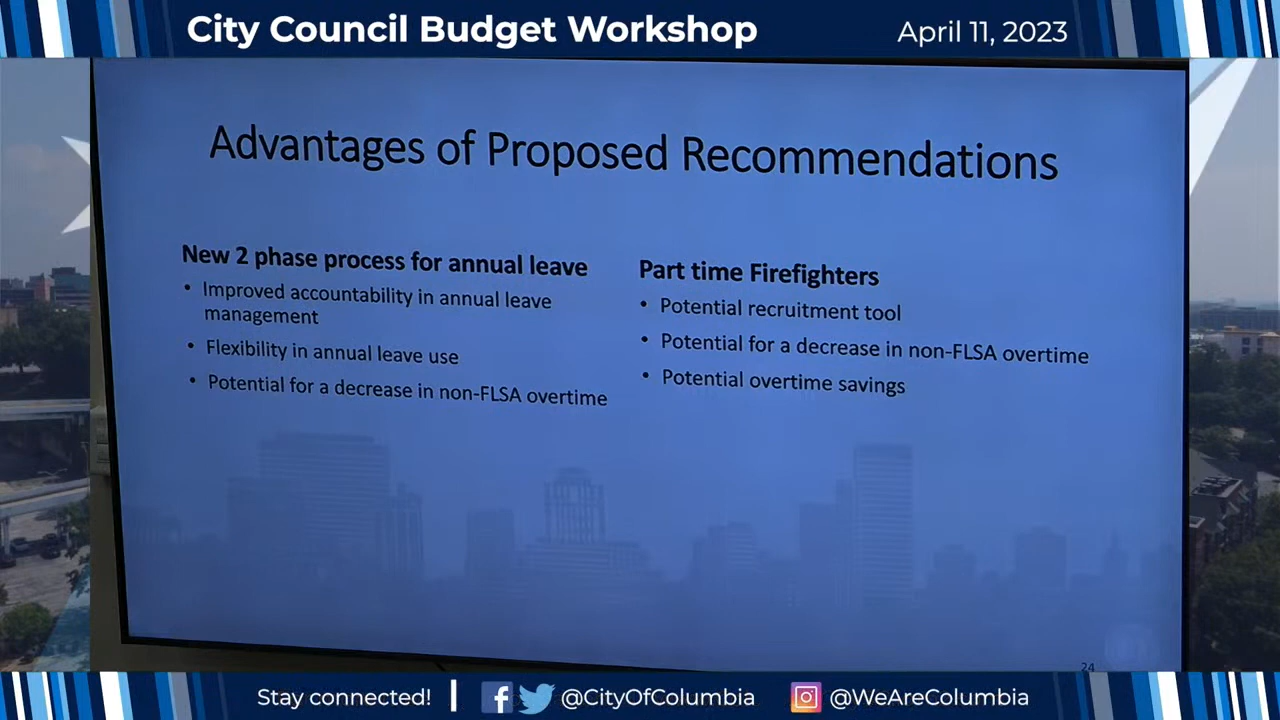 City Council Budget Workshop
April 11, 2023
Advantages of Proposed Recommendations
New 2 phase process for annual leave
• Improved accountability in annual leave
management
• Flexibility in annual leave use
• Potential for a decrease in non-FLSA overtime
Part time Firefighters
• Potential recruitment tool
• Potential for a decrease in non-FLSA overtime
• Potential overtime savings
24
Stay connected! | @CityOfColumbia @WeAreColumbia